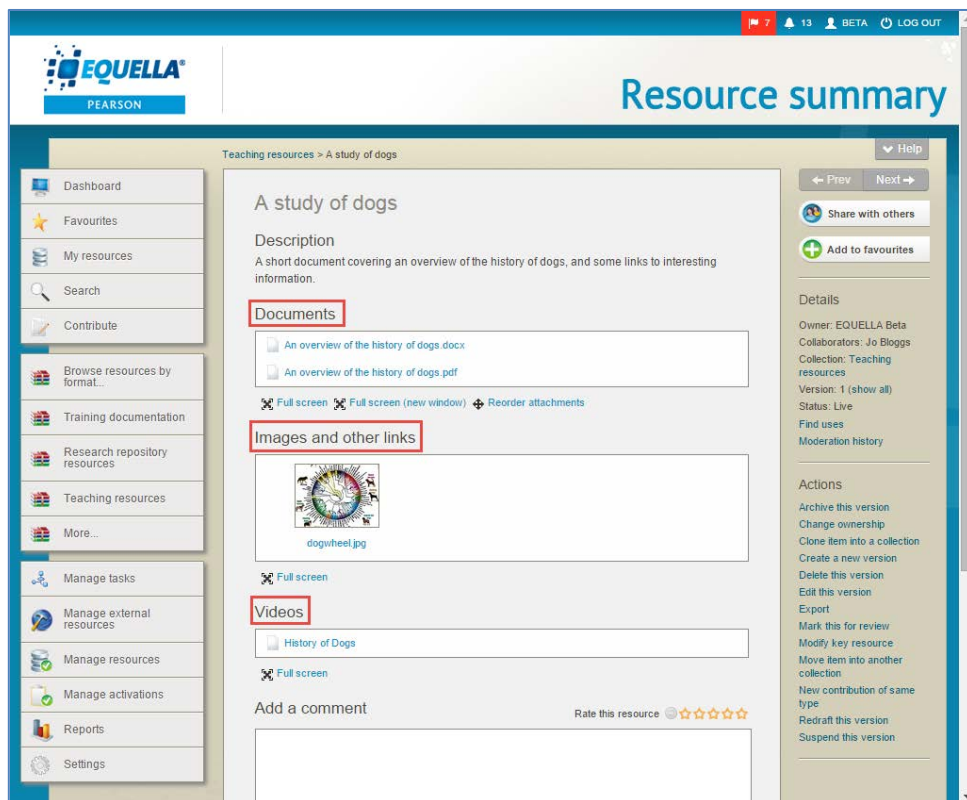 7 13 BETA LOG OUT
EQUELLA®
PEARSON
Resource summary
Teaching resources > A study of dogs
Help
Dashboard
Favourites
My resources
Search
Contribute
Browse resources by
format...
Training documentation
Research repository
resources
Teaching resources
More...
Manage tasks
Manage external
resources
Manage resources
Manage activations
Reports
Settings
A study of dogs
Description
A short document covering an overview of the history of dogs, and some links to interesting
information.
Documents
An overview of the history of dogs.docx
An overview of the history of dogs.pdf
Full screen Full screen (new window) Reorder attachments
Images and other links
dogwheel.jpg
Full screen
Videos
History of Dogs
Full screen
Add a comment
Rate this resource
← Prev Next →
Share with others
Add to favourites
Details
Owner: EQUELLA Beta
Collaborators: Jo Bloggs
Collection: Teaching
resources
Version: 1 (show all)
Status: Live
Find uses
Moderation history
Actions
Archive this version
Change ownership
Clone item into a collection
Create a new version
Delete this version
Edit this version
Export
Mark this for review
Modify key resource
Move item into another
collection
New contribution of same
type
Redraft this version
Suspend this version